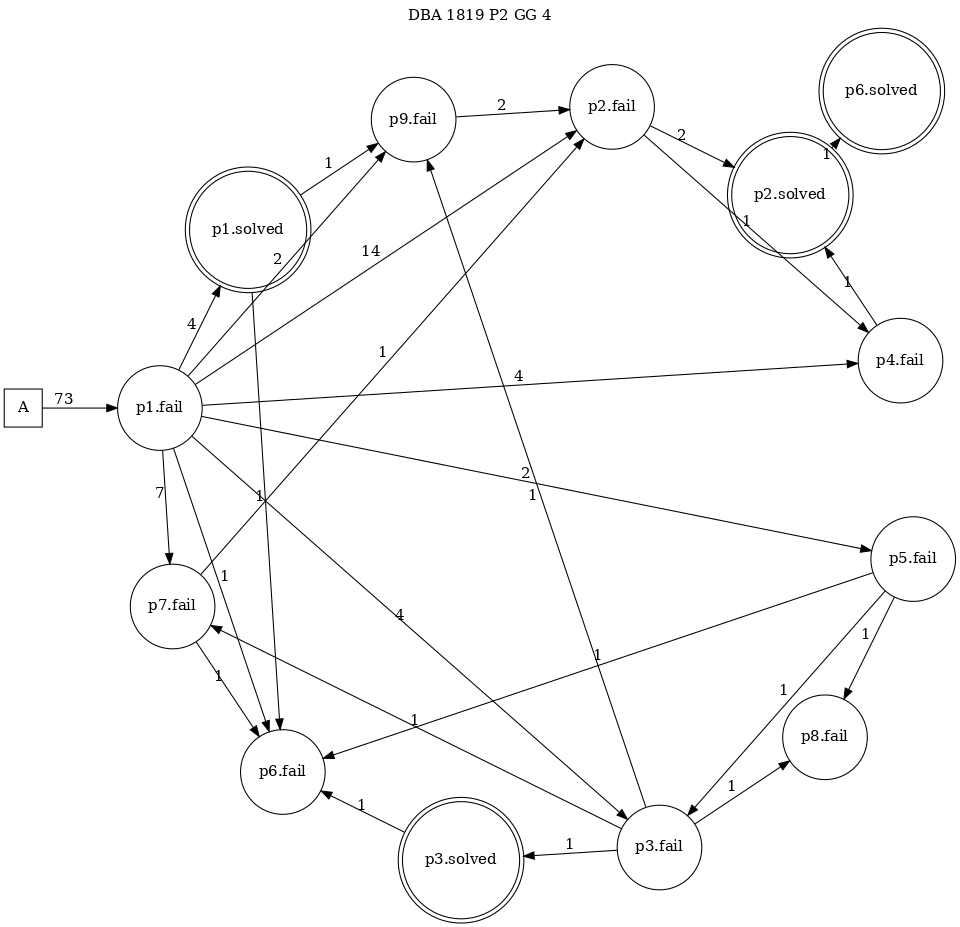 DBA 1819 P2 GG 4
p6.solved
p9.fail
2
p2.fail
2
1
1
p2.solved
p1.solved
1
2
14
4
1
1
p4.fail
4
A
73
p1.fail
2
7
1
1
p5.fail
1
4
p7.fail
1
1
1
1
p8.fail
1
p6.fail
1
1
1
p3.fail
p3.solved